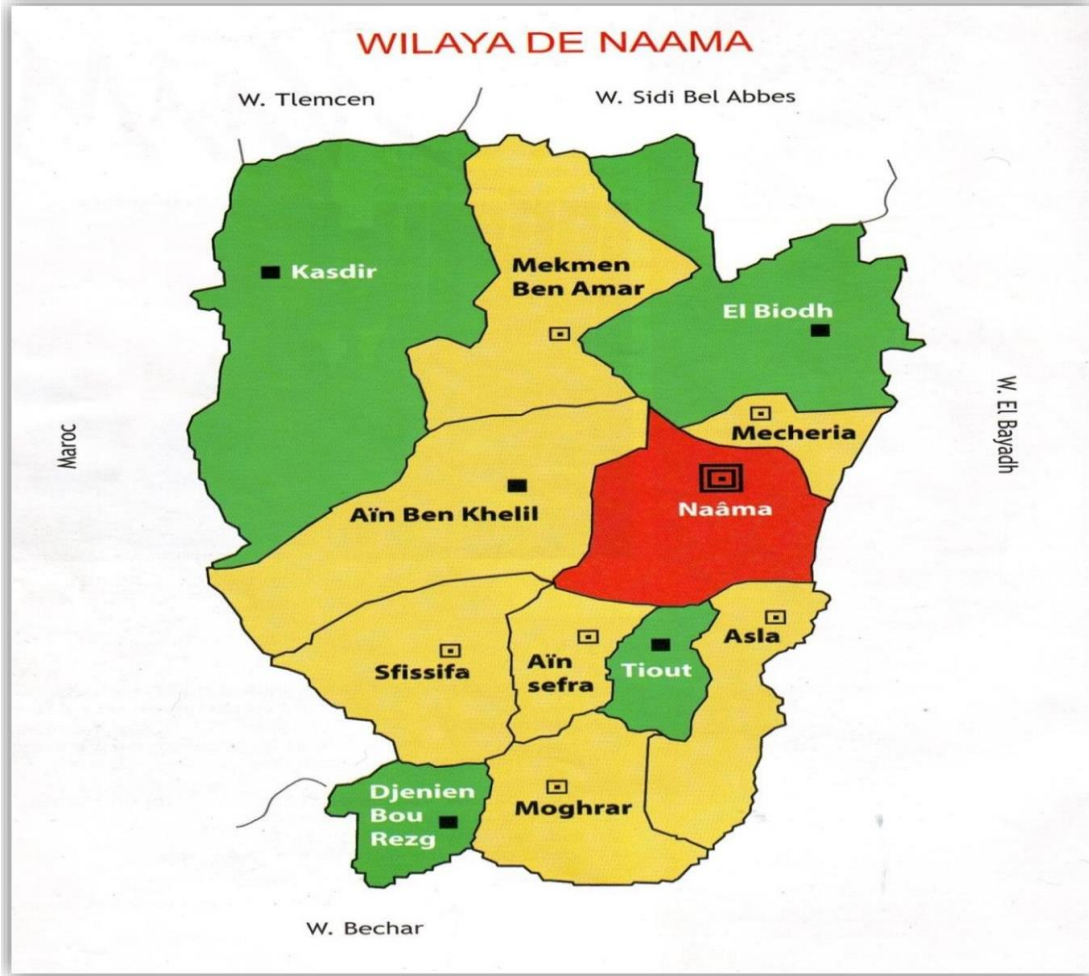 WILAYA DE NAAMA
W. Tlemcen
W. Sidi Bel Abbes
Kasdir
Mekmen
Ben Amar
El Biodh
Maroc
W. El Bayadh
Mecheria
Aïn Ben Khelil
Naâma
Sfissifa
Aïn
sefra
Tiout
Asla
Djenien
Bou
Rezg
Moghrar
W. Bechar